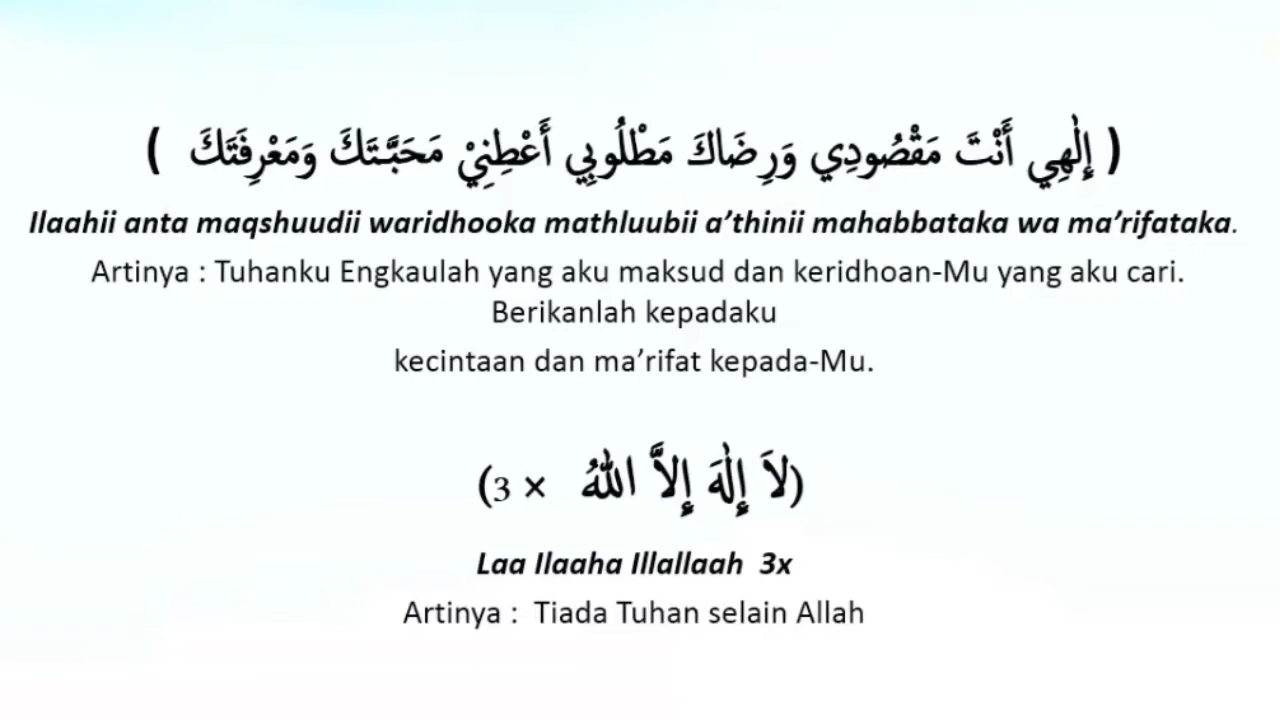 ( إِلٰهِي أَنْتَ مَقْصُودِي وَرِضَاكَ مَطْلُوبِي أَعْطِنِيْ مَحَبَّتَكَ وَمَعْرِفَتَكَ )
Ilaahii anta maqshuudii waridhooka mathluubii a’thinii mahabbataka wa ma’rifataka.
Artinya : Tuhanku Engkaulah yang aku maksud dan keridhoan-Mu yang aku cari.
Berikanlah kepadaku
kecintaan dan ma’rifat kepada-Mu.
(لاَ إِلٰهَ إِلاَّ اللهُ × 3)
Laa Ilaaha Illallaah 3x
Artinya : Tiada Tuhan selain Allah